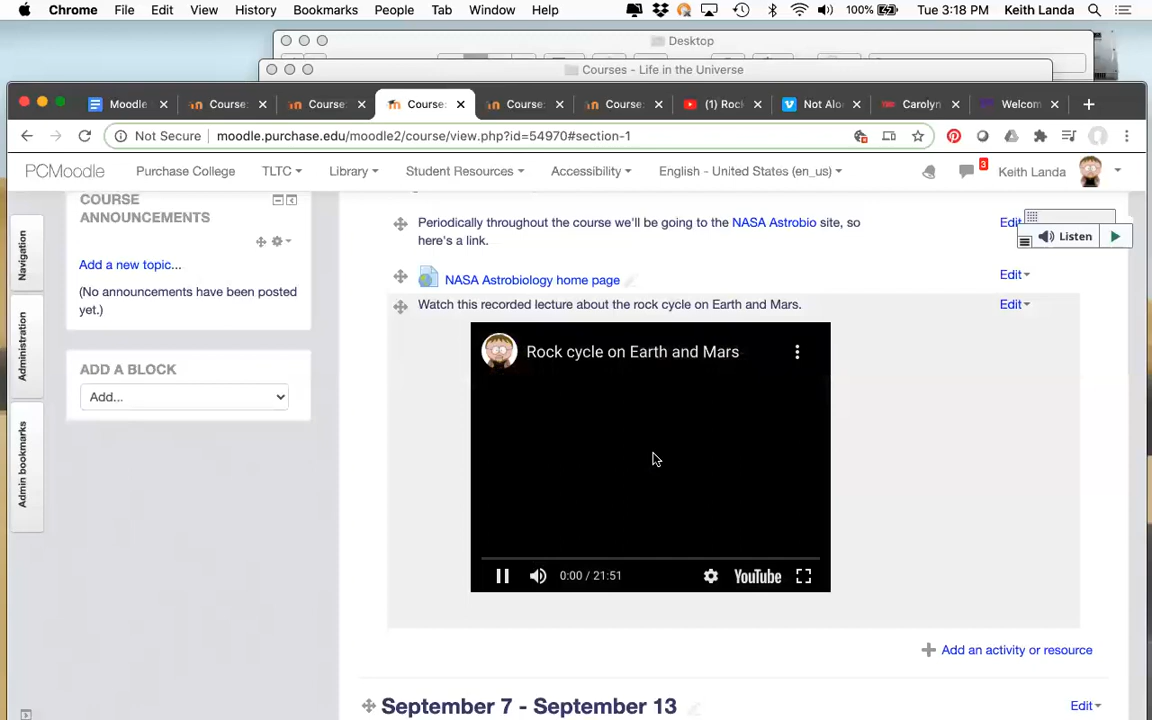 Chrome File Edit View History Bookmarks People Tab Window Help 100% Tue 3:18 PM Keith Landa
Desktop
Courses - Life in the Universe
Moodle Course: Course: Course: Course: Course: (1) Roc Not Alo Carolyn Welcom
Not Secure moodle.purchase.edu/moodle2/course/view.php?id=54970#section-1
PCMoodle Purchase College TLTC Library Student Resources Accessibility English - United States (en_us) 3 Keith Landa
COURSE
ANNOUNCEMENTS
Add a new topic...
(No announcements have been posted
yet.)
ADD A BLOCK
Add...
Navigation
Administration
Admin bookmarks
Periodically throughout the course we'll be going to the NASA Astrobio site, so
here's a link.
Edit
Listen
NASA Astrobiology home page Edit
Watch this recorded lecture about the rock cycle on Earth and Mars. Edit
Rock cycle on Earth and Mars
0:00 / 21:51 YouTube
Add an activity or resource
September 7 - September 13 Edit